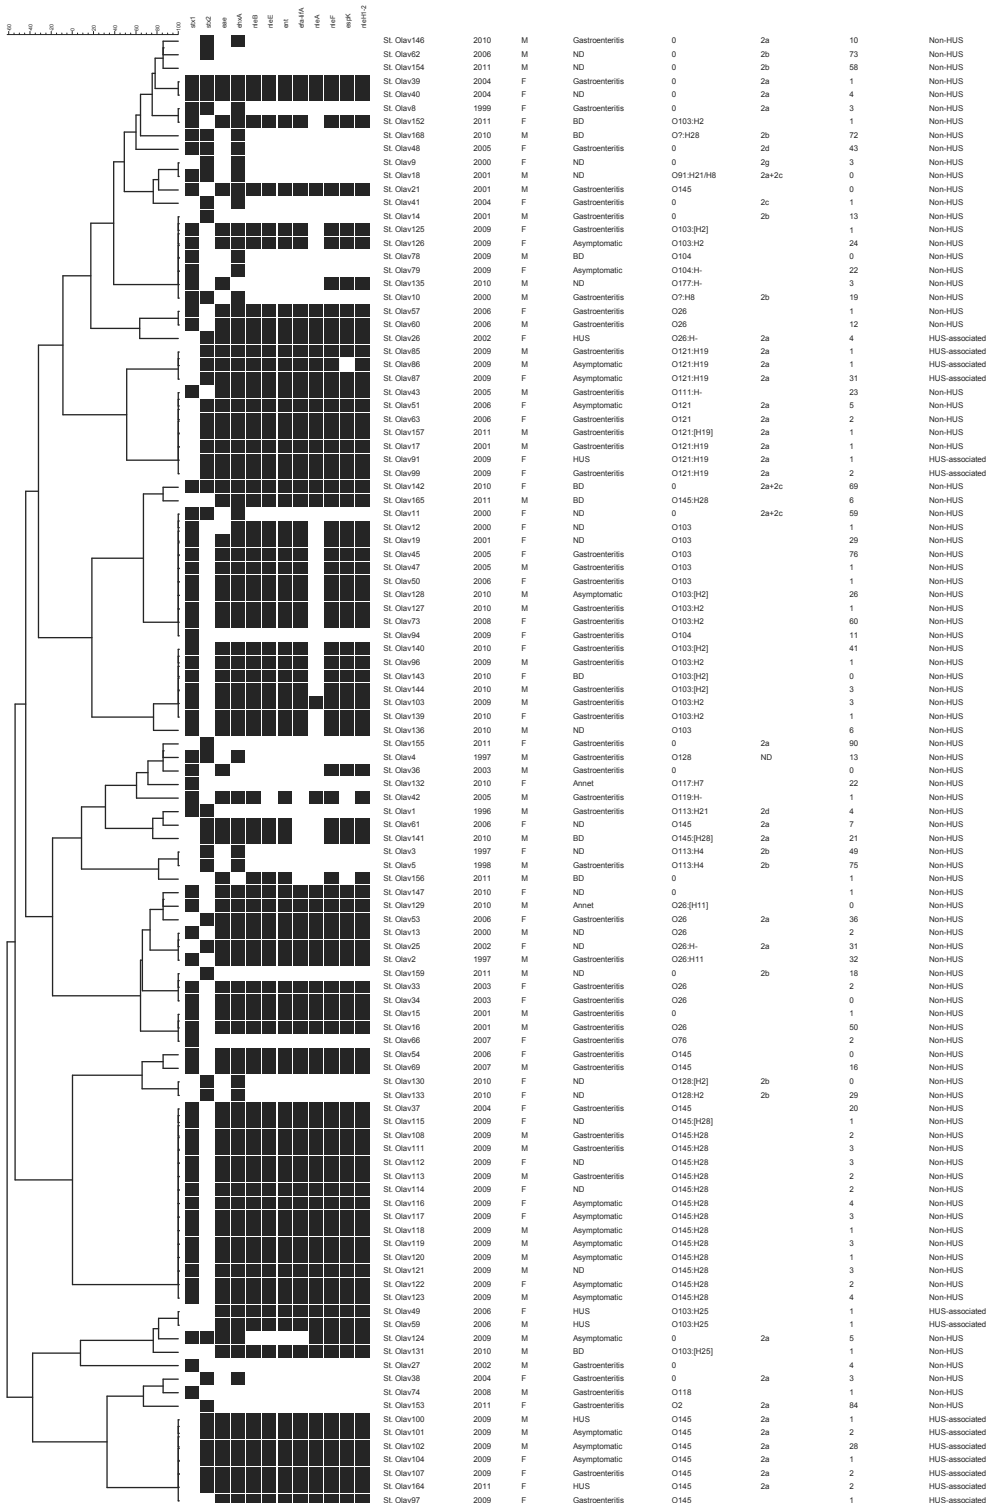 -60 -40 -20 0 20 40 60 80 100 stx1 stx2 eae ehxA nleB nleE ent efa-lifA nleA nleF espK nleH1-2
St. Olav146 2010 M Gastroenteritis 0 2a 10 Non-HUS
St. Olav62 2006 M ND 0 2b 73 Non-HUS
St. Olav154 2011 M ND 0 2b 58 Non-HUS
St. Olav39 2004 F Gastroenteritis 0 2a 1 Non-HUS
St. Olav40 2004 F ND 0 2a 4 Non-HUS
St. Olav8 1999 F Gastroenteritis 0 2a 3 Non-HUS
St. Olav152 2011 F BD O103:H2 1 Non-HUS
St. Olav168 2010 M BD O?:H28 2b 72 Non-HUS
St. Olav48 2005 F Gastroenteritis 0 2d 43 Non-HUS
St. Olav9 2000 F ND 0 2g 3 Non-HUS
St. Olav18 2001 M ND O91:H21/H8 2a+2c 0 Non-HUS
St. Olav21 2001 M Gastroenteritis O145 0 Non-HUS
St. Olav41 2004 F Gastroenteritis 0 2c 1 Non-HUS
St. Olav14 2001 M Gastroenteritis 0 2b 13 Non-HUS
St. Olav125 2009 F Gastroenteritis O103:[H2] 1 Non-HUS
St. Olav126 2009 F Asymptomatic O103:H2 24 Non-HUS
St. Olav78 2009 M BD O104 0 Non-HUS
St. Olav79 2009 F Asymptomatic O104:H- 22 Non-HUS
St. Olav135 2010 M ND O177:H- 3 Non-HUS
St. Olav10 2000 M Gastroenteritis O?:H8 2b 19 Non-HUS
St. Olav57 2006 F Gastroenteritis O26 1 Non-HUS
St. Olav60 2006 M Gastroenteritis O26 12 Non-HUS
St. Olav26 2002 F HUS O26:H- 2a 4 HUS-associated
St. Olav85 2009 M Gastroenteritis O121:H19 2a 1 HUS-associated
St. Olav86 2009 M Asymptomatic O121:H19 2a 1 HUS-associated
St. Olav87 2009 F Asymptomatic O121:H19 2a 31 HUS-associated
St. Olav43 2005 M Gastroenteritis O111:H- 23 Non-HUS
St. Olav51 2006 F Asymptomatic O121 2a 5 Non-HUS
St. Olav63 2006 F Gastroenteritis O121 2a 2 Non-HUS
St. Olav157 2011 M Gastroenteritis O121:[H19] 2a 1 Non-HUS
St. Olav17 2001 M Gastroenteritis O121:H19 2a 1 Non-HUS
St. Olav91 2009 F HUS O121:H19 2a 1 HUS-associated
St. Olav99 2009 F Gastroenteritis O121:H19 2a 2 HUS-associated
St. Olav142 2010 F BD 0 2a+2c 69 Non-HUS
St. Olav165 2011 M BD O145:H28 6 Non-HUS
St. Olav11 2000 F ND 0 2a+2c 59 Non-HUS
St. Olav12 2000 F ND O103 1 Non-HUS
St. Olav19 2001 F ND O103 29 Non-HUS
St. Olav45 2005 F Gastroenteritis O103 76 Non-HUS
St. Olav47 2005 M Gastroenteritis O103 1 Non-HUS
St. Olav50 2006 F Gastroenteritis O103 1 Non-HUS
St. Olav128 2010 M Asymptomatic O103:[H2] 26 Non-HUS
St. Olav127 2010 M Gastroenteritis O103:H2 1 Non-HUS
St. Olav73 2008 F Gastroenteritis O103:H2 60 Non-HUS
St. Olav94 2009 F Gastroenteritis O104 11 Non-HUS
St. Olav140 2010 F Gastroenteritis O103:[H2] 41 Non-HUS
St. Olav96 2009 M Gastroenteritis O103:H2 1 Non-HUS
St. Olav143 2010 F BD O103:[H2] 0 Non-HUS
St. Olav144 2010 M Gastroenteritis O103:[H2] 3 Non-HUS
St. Olav103 2009 M Gastroenteritis O103:H2 3 Non-HUS
St. Olav139 2010 F Gastroenteritis O103:H2 1 Non-HUS
St. Olav136 2010 M ND O103 6 Non-HUS
St. Olav155 2011 F Gastroenteritis 0 2a 90 Non-HUS
St. Olav4 1997 M Gastroenteritis O128 ND 13 Non-HUS
St. Olav36 2003 M Gastroenteritis 0 0 Non-HUS
St. Olav132 2010 F Annet O117:H7 22 Non-HUS
St. Olav42 2005 M Gastroenteritis O119:H- 1 Non-HUS
St. Olav1 1996 M Gastroenteritis O113:H21 2d 4 Non-HUS
St. Olav61 2006 F ND O145 2a 7 Non-HUS
St. Olav141 2010 M BD O145:[H28] 2a 21 Non-HUS
St. Olav3 1997 F ND O113:H4 2b 49 Non-HUS
St. Olav5 1998 M Gastroenteritis O113:H4 2b 75 Non-HUS
St. Olav156 2011 M BD 0 1 Non-HUS
St. Olav147 2010 F ND 0 1 Non-HUS
St. Olav129 2010 M Annet O26:[H11] 0 Non-HUS
St. Olav53 2006 F Gastroenteritis O26 2a 36 Non-HUS
St. Olav13 2000 M ND O26 2 Non-HUS
St. Olav25 2002 F ND O26:H- 2a 31 Non-HUS
St. Olav2 1997 M Gastroenteritis O26:H11 32 Non-HUS
St. Olav159 2011 M ND 0 2b 18 Non-HUS
St. Olav33 2003 F Gastroenteritis O26 2 Non-HUS
St. Olav34 2003 F Gastroenteritis O26 0 Non-HUS
St. Olav15 2001 M Gastroenteritis 0 1 Non-HUS
St. Olav16 2001 M Gastroenteritis O26 50 Non-HUS
St. Olav66 2007 F Gastroenteritis O76 2 Non-HUS
St. Olav54 2006 F Gastroenteritis O145 0 Non-HUS
St. Olav69 2007 M Gastroenteritis O145 16 Non-HUS
St. Olav130 2010 F ND O128:[H2] 2b 0 Non-HUS
St. Olav133 2010 F ND O128:H2 2b 29 Non-HUS
St. Olav37 2004 F Gastroenteritis O145 20 Non-HUS
St. Olav115 2009 F ND O145:[H28] 1 Non-HUS
St. Olav108 2009 M Gastroenteritis O145:H28 2 Non-HUS
St. Olav111 2009 M Gastroenteritis O145:H28 3 Non-HUS
St. Olav112 2009 F ND O145:H28 3 Non-HUS
St. Olav113 2009 M Gastroenteritis O145:H28 2 Non-HUS
St. Olav114 2009 F ND O145:H28 2 Non-HUS
St. Olav116 2009 F Asymptomatic O145:H28 4 Non-HUS
St. Olav117 2009 F Asymptomatic O145:H28 3 Non-HUS
St. Olav118 2009 M Asymptomatic O145:H28 1 Non-HUS
St. Olav119 2009 M Asymptomatic O145:H28 3 Non-HUS
St. Olav120 2009 M Asymptomatic O145:H28 1 Non-HUS
St. Olav121 2009 M ND O145:H28 3 Non-HUS
St. Olav122 2009 F Asymptomatic O145:H28 2 Non-HUS
St. Olav123 2009 M Asymptomatic O145:H28 4 Non-HUS
St. Olav49 2006 F HUS O103:H25 1 HUS-associated
St. Olav59 2006 M HUS O103:H25 1 HUS-associated
St. Olav124 2009 M Asymptomatic 0 2a 5 Non-HUS
St. Olav131 2010 M BD O103:[H25] 1 Non-HUS
St. Olav27 2002 M Gastroenteritis 0 4 Non-HUS
St. Olav38 2004 F Gastroenteritis 0 2a 3 Non-HUS
St. Olav74 2008 M Gastroenteritis O118 1 Non-HUS
St. Olav153 2011 F Gastroenteritis O2 2a 84 Non-HUS
St. Olav100 2009 M HUS O145 2a 1 HUS-associated
St. Olav101 2009 M Asymptomatic O145 2a 2 HUS-associated
St. Olav102 2009 M Asymptomatic O145 2a 28 HUS-associated
St. Olav104 2009 F Asymptomatic O145 2a 1 HUS-associated
St. Olav107 2009 F Gastroenteritis O145 2a 2 HUS-associated
St. Olav164 2011 F HUS O145 2a 2 HUS-associated
St. Olav97 2009 F Gastroenteritis O145 1 HUS-associated